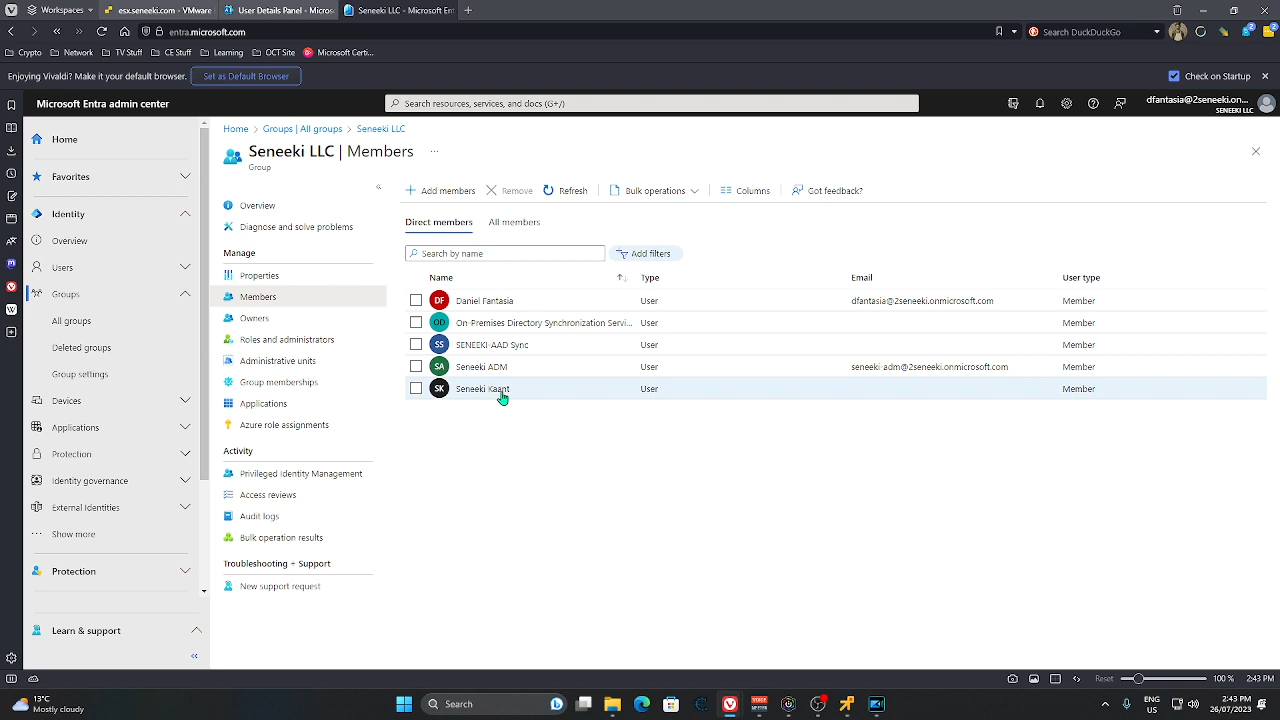 Workspaces
esx.seneeki.com - VMware
User Details Panel - Micros
Seneeki LLC - Microsoft En
entra.microsoft.com
Search DuckDuckGo
Crypto Network TV Stuff CE Stuff Learning OCT Site Microsoft Certi...
Enjoying Vivaldi? Make it your default browser. Set as Default Browser Check on Startup
Microsoft Entra admin center
Search resources, services, and docs (G+/)
dfantasia@2seneeki.on...
SENEEKI LLC
Home
Favorites
Identity
Overview
Users
Groups
All groups
Deleted groups
Group settings
Devices
Applications
Protection
Identity governance
External Identities
Show more
Protection
Learn & support
Home > Groups | All groups > Seneeki LLC
Seneeki LLC | Members ...
Group
Overview
Diagnose and solve problems
Manage
Properties
Members
Owners
Roles and administrators
Administrative units
Group memberships
Applications
Azure role assignments
Activity
Privileged Identity Management
Access reviews
Audit logs
Bulk operation results
Troubleshooting + Support
New support request
Add members Remove Refresh Bulk operations Columns Got feedback?
Direct members All members
Search by name Add filters
Name Type Email User type
DF Daniel Fantasia User dfantasia@2seneeki.onmicrosoft.com Member
OD On-Premises Directory Synchronization Servi... User Member
SS SENEEKI-AAD Sync User Member
SA Seneeki ADM User seneeki-adm@2seneeki.onmicrosoft.com Member
SK Seneeki Kaant User Member
Reset 100 % 2:43 PM
13°C
Mostly cloudy
Search
ENG
US
2:43 PM
26/07/2023